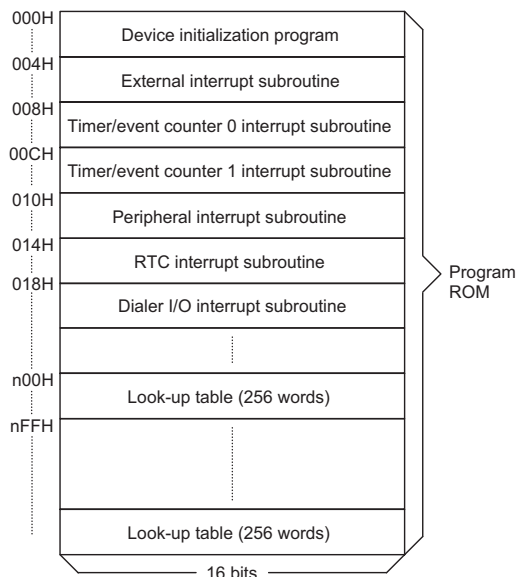 000H
Device initialization program
004H
External interrupt subroutine
008H
Timer/event counter 0 interrupt subroutine
00CH
Timer/event counter 1 interrupt subroutine
010H
Peripheral interrupt subroutine
014H
RTC interrupt subroutine
018H
Dialer I/O interrupt subroutine
Program
ROM
n00H
Look-up table (256 words)
nFFH
Look-up table (256 words)
16 bits